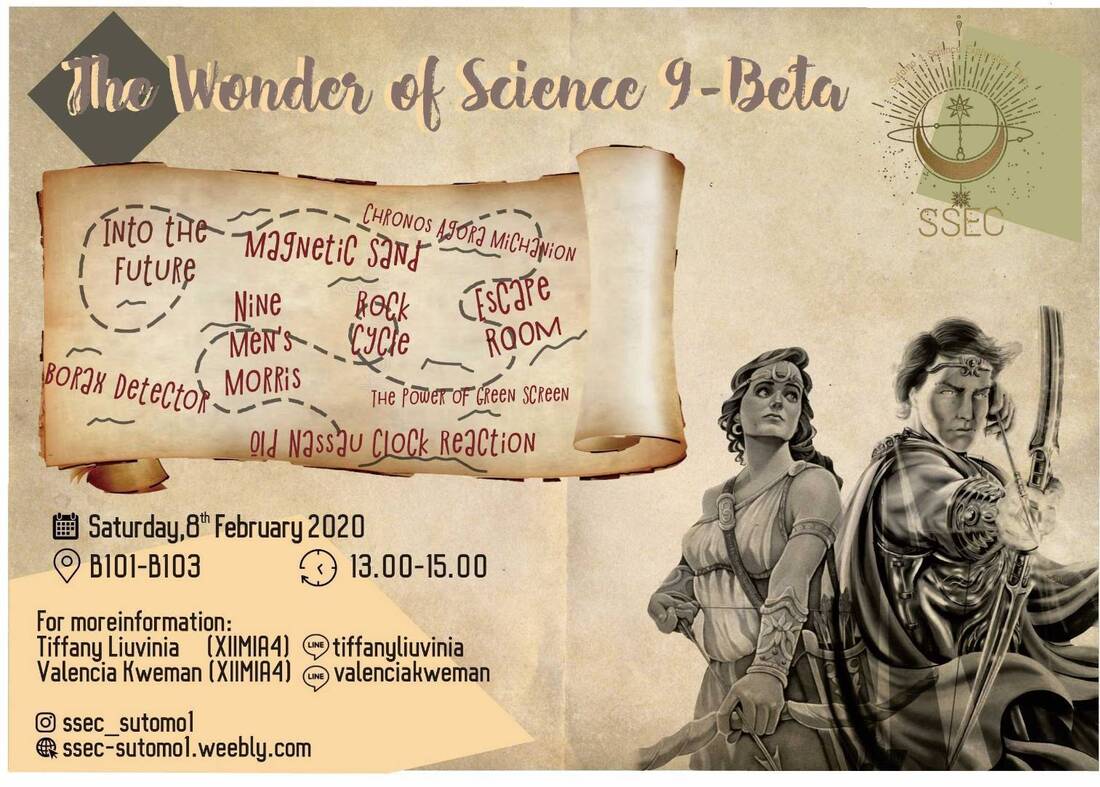 The Wonder of Science 9-Beta
SSEC
INTO THE
FUTURE
MAGNETIC SAND
CHRONOS AGORA MICHANION
NINE
MEN'S
MORRIS
ROCK
CYCLE
ESCAPE
ROOM
BORAX DETECTOR
THE POWER OF GREEN SCREEN
OLD NASSAU CLOCK REACTION
Saturday,8th February 2020
B101-B103
13.00-15.00
For moreinformation:
Tiffany Liuvinia (XIIMIA4) LINE tiffanyliuvinia
Valencia Kweman (XIIMIA4) LINE valenciakweman
ssec_sutomo1
ssec-sutomo1.weebly.com